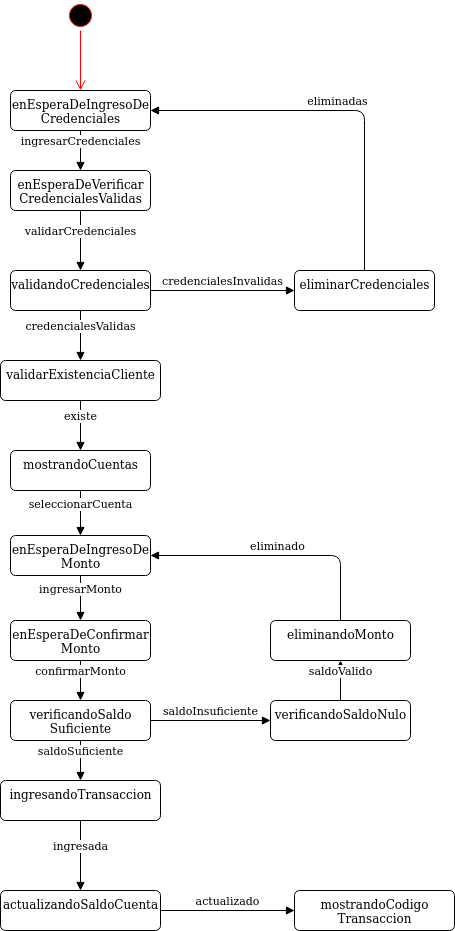 eliminadas
enEsperaDeIngresoDe
Credenciales
ingresarCredenciales
enEsperaDeVerificar
CredencialesValidas
validarCredenciales
validandoCredenciales
credencialesInvalidas
eliminarCredenciales
credencialesValidas
validarExistenciaCliente
existe
mostrandoCuentas
seleccionarCuenta
enEsperaDeIngresoDe
Monto
eliminado
ingresarMonto
enEsperaDeConfirmar
Monto
eliminandoMonto
confirmarMonto
saldoValido
verificandoSaldo
Suficiente
saldoInsuficiente
verificandoSaldoNulo
saldoSuficiente
ingresandoTransaccion
ingresada
actualizandoSaldoCuenta
actualizado
mostrandoCodigo
Transaccion